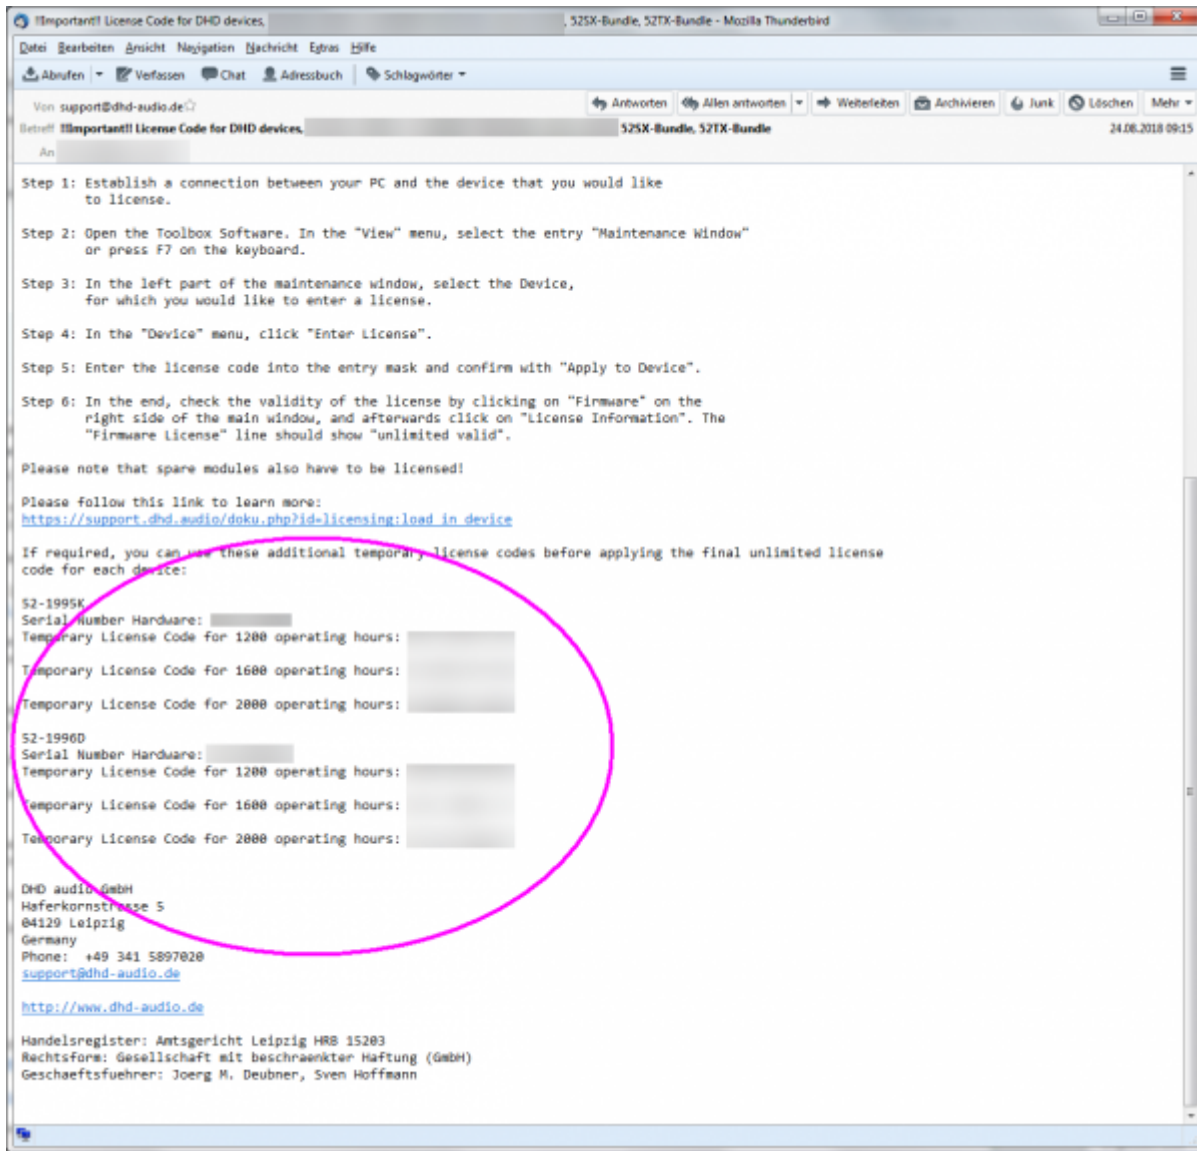 !!Important!! License Code for DHD devices, , 52SX-Bundle, 52TX-Bundle - Mozilla Thunderbird
Datei Bearbeiten Ansicht Navigation Nachricht Extras Hilfe
Abrufen Verfassen Chat Adressbuch Schlagwörter
Von support@dhd-audio.de Antworten Allen antworten Weiterleiten Archivieren Junk Löschen Mehr
Betreff !!Important!! License Code for DHD devices, 52SX-Bundle, 52TX-Bundle 24.08.2018 09:15
An
Step 1: Establish a connection between your PC and the device that you would like
to license.
Step 2: Open the Toolbox Software. In the "View" menu, select the entry "Maintenance Window"
or press F7 on the keyboard.
Step 3: In the left part of the maintenance window, select the Device,
for which you would like to enter a license.
Step 4: In the "Device" menu, click "Enter License".
Step 5: Enter the license code into the entry mask and confirm with "Apply to Device".
Step 6: In the end, check the validity of the license by clicking on "Firmware" on the
right side of the main window, and afterwards click on "License Information". The
"Firmware License" line should show "unlimited valid".
Please note that spare modules also have to be licensed!
Please follow this link to learn more:
https://support.dhd.audio/doku.php?id=licensing:load_in_device
If required, you can use these additional temporary license codes before applying the final unlimited license
code for each device:
52-1995K
Serial Number Hardware:
Temporary License Code for 1200 operating hours:
Temporary License Code for 1600 operating hours:
Temporary License Code for 2000 operating hours:
52-1996D
Serial Number Hardware:
Temporary License Code for 1200 operating hours:
Temporary License Code for 1600 operating hours:
Temporary License Code for 2000 operating hours:
DHD audio GmbH
Haferkornstrasse 5
04129 Leipzig
Germany
Phone: +49 341 5897020
support@dhd-audio.de
http://www.dhd-audio.de
Handelsregister: Amtsgericht Leipzig HRB 15203
Rechtsform: Gesellschaft mit beschraenkter Haftung (GmbH)
Geschaeftsfuehrer: Joerg M. Deubner, Sven Hoffmann